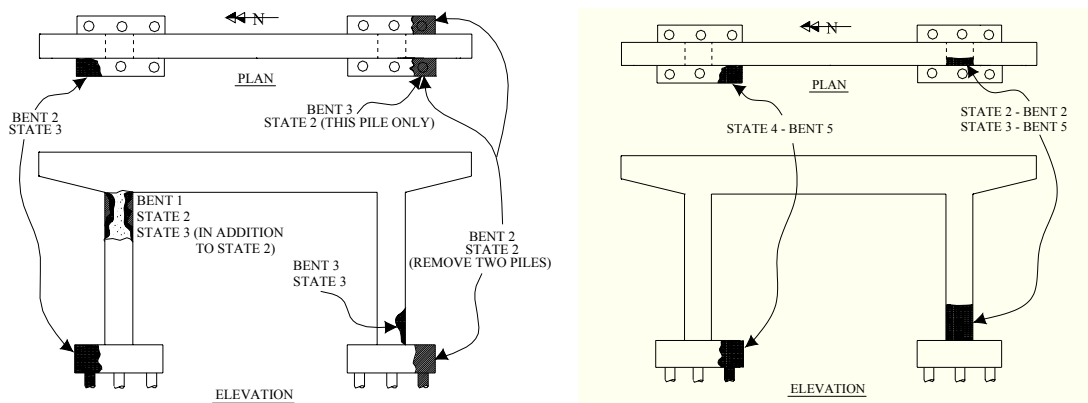 N
PLAN
BENT 3
STATE 2 (THIS PILE ONLY)
BENT 2
STATE 3
BENT 1
STATE 2
STATE 3 (IN ADDITION
TO STATE 2)
BENT 3
STATE 3
BENT 2
STATE 2
(REMOVE TWO PILES)
ELEVATION
N
PLAN
STATE 4 - BENT 5
STATE 2 - BENT 2
STATE 3 - BENT 5
ELEVATION